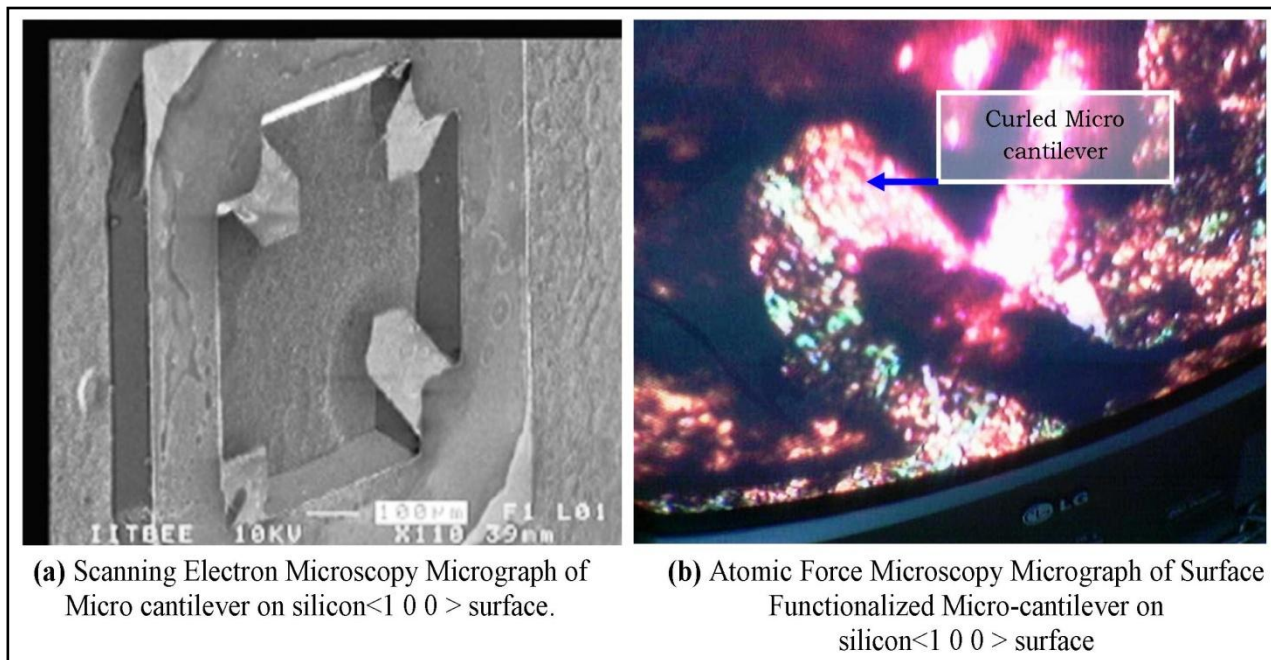 100µm F1 L01
IITBEE 10KV X110 39mm
Curled Micro
cantilever
LG
(a) Scanning Electron Microscopy Micrograph of
Micro cantilever on silicon<1 0 0 > surface.
(b) Atomic Force Microscopy Micrograph of Surface
Functionalized Micro-cantilever on
silicon<1 0 0 > surface